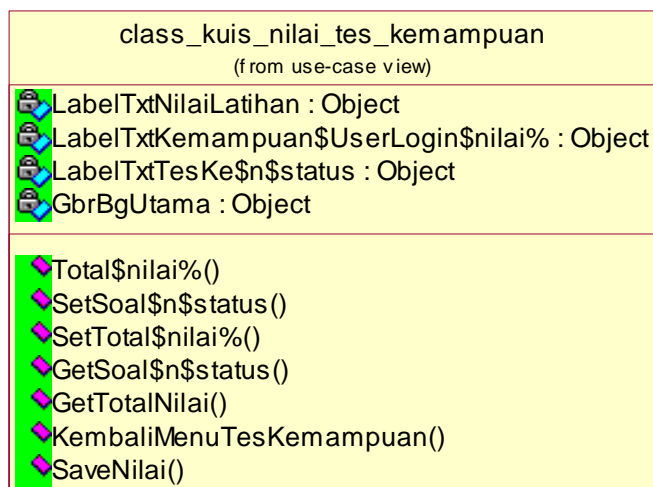 class_kuis_nilai_tes_kemampuan
(from use-case view)
LabelTxtNilaiLatihan : Object
LabelTxtKemampuan$UserLogin$nilai% : Object
LabelTxtTesKe$n$status : Object
GbrBgUtama : Object
Total$nilai%()
SetSoal$n$status()
SetTotal$nilai%()
GetSoal$n$status()
GetTotalNilai()
KembaliMenuTesKemampuan()
SaveNilai()